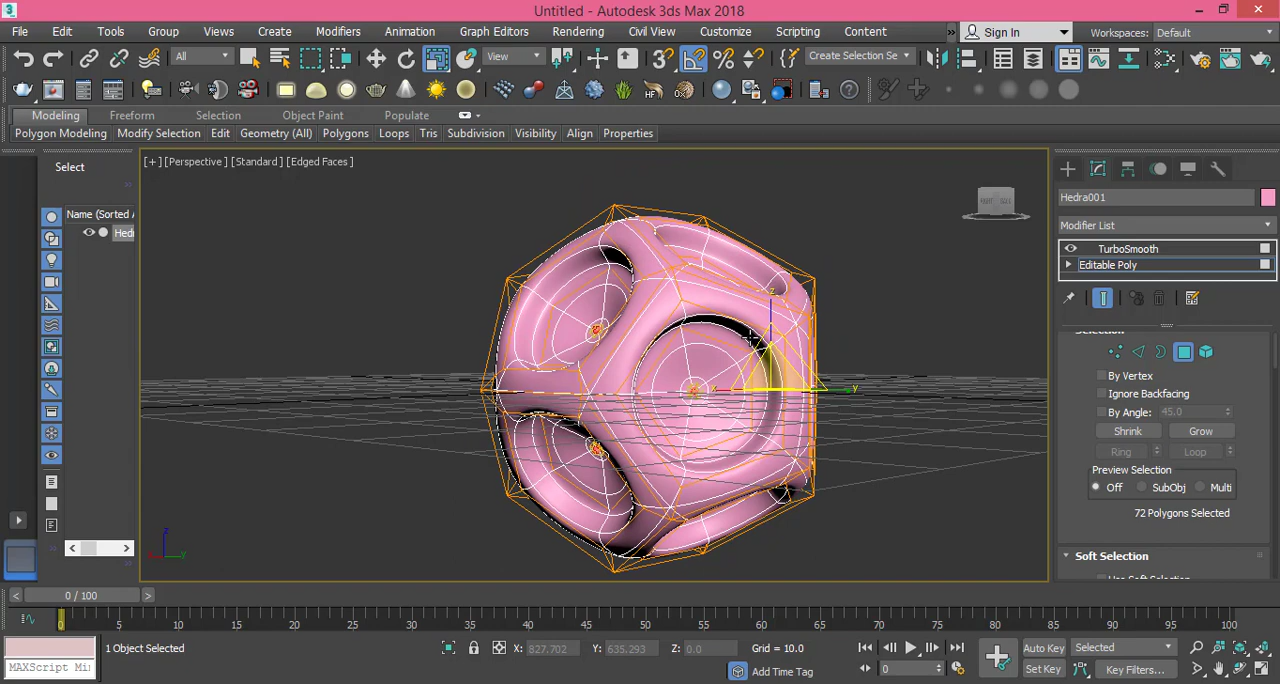 Untitled - Autodesk 3ds Max 2018
File Edit Tools Group Views Create Modifiers Animation Graph Editors Rendering Civil View Customize Scripting Content » Sign In Workspaces: Default
All View 3 % Create Selection Se
HF
Modeling Freeform Selection Object Paint Populate
Polygon Modeling Modify Selection Edit Geometry (All) Polygons Loops Tris Subdivision Visibility Align Properties
Select
[+] [Perspective] [Standard] [Edged Faces]
Name (Sorted A
Hedr
Hedra001
Modifier List
TurboSmooth
Editable Poly
Selection
By Vertex
Ignore Backfacing
By Angle: 45.0
Shrink Grow
Ring Loop
Preview Selection
Off SubObj Multi
72 Polygons Selected
Soft Selection
z
x
y
z
y
< >
< 0 / 100 >
0 5 10 15 20 25 30 35 40 45 50 55 60 65 70 75 80 85 90 95 100
1 Object Selected X: 827.702 Y: 635.293 Z: 0.0 Grid = 10.0 Auto Key Selected
MAXScript Mi Add Time Tag 0 Set Key Key Filters...